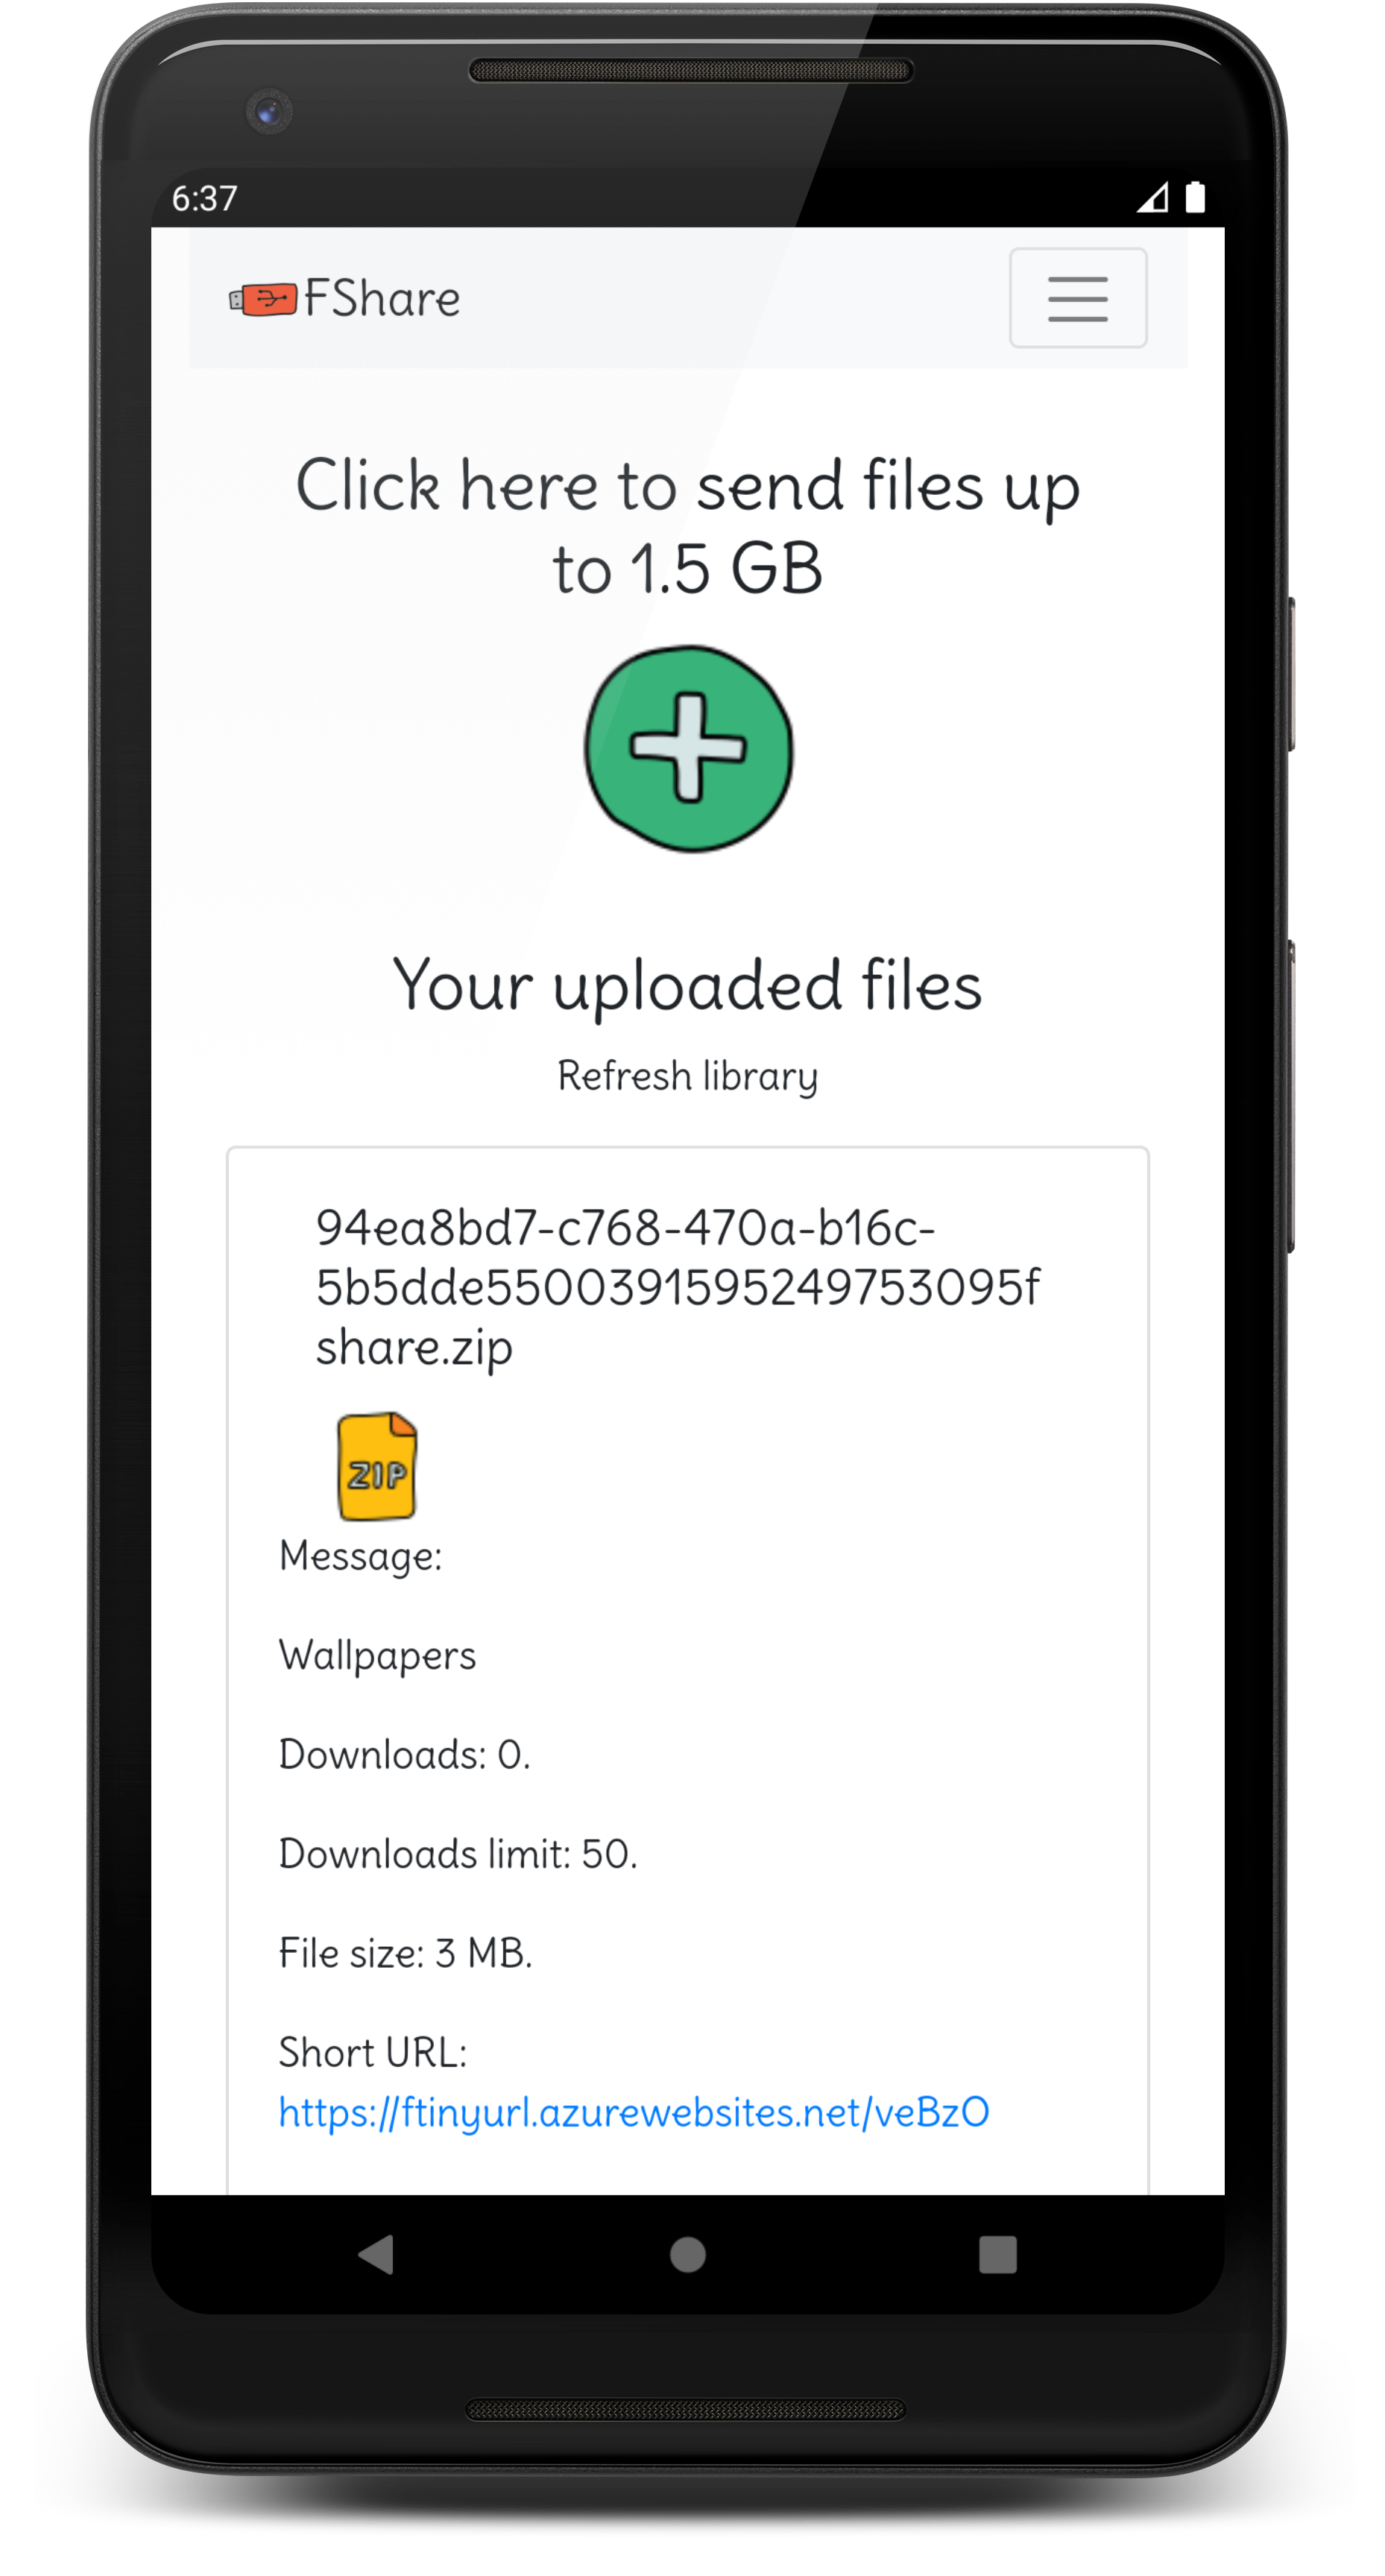 6:37
FShare
Click here to send files up
to 1.5 GB
Your uploaded files
Refresh library
94ea8bd7-c768-470a-b16c-
5b5dde5500391595249753095f
share.zip
ZIP
Message:
Wallpapers
Downloads: 0.
Downloads limit: 50.
File size: 3 MB.
Short URL:
https://ftinyurl.azurewebsites.net/veBzO